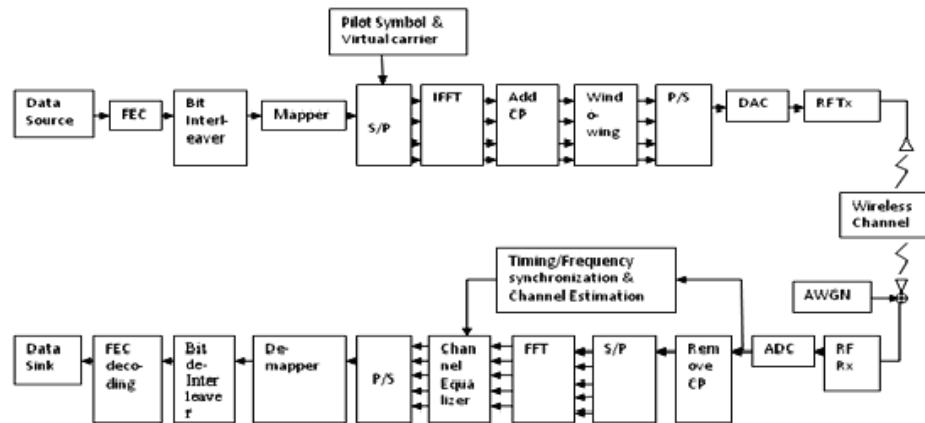 Pilot Symbol &
Virtual carrier
Data
Source
FEC
Bit
Interl-
eaver
Mapper
S/P
IFFT
Add
CP
Wind
o-
wing
P/S
DAC
RF Tx
Wireless
Channel
Timing/Frequency
synchronization &
Channel Estimation
AWGN
Data
Sink
FEC
deco-
ding
Bit
de-
Inter
leave
r
De-
mapper
P/S
Chan
nel
Equa
lizer
FFT
S/P
Rem
ove
CP
ADC
RF
Rx